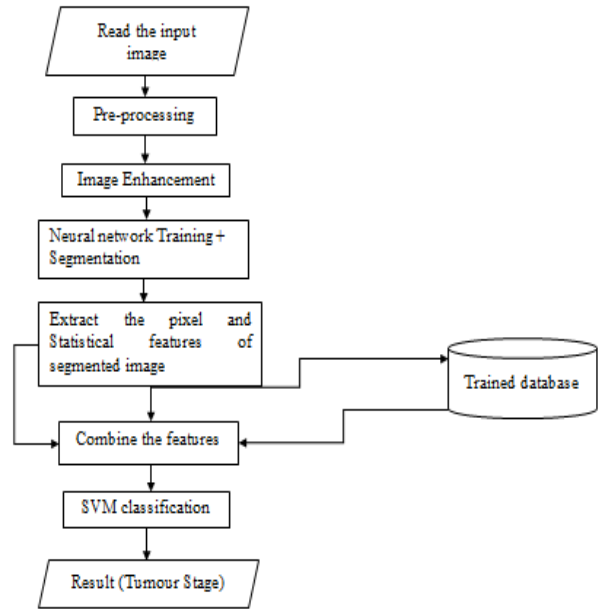 Read the input
image
Pre-processing
Image Enhancement
Neural network Training +
Segmentation
Extract the pixel and
Statistical features of
segmented image
Trained database
Combine the features
SVM classification
Result (Tumour Stage)